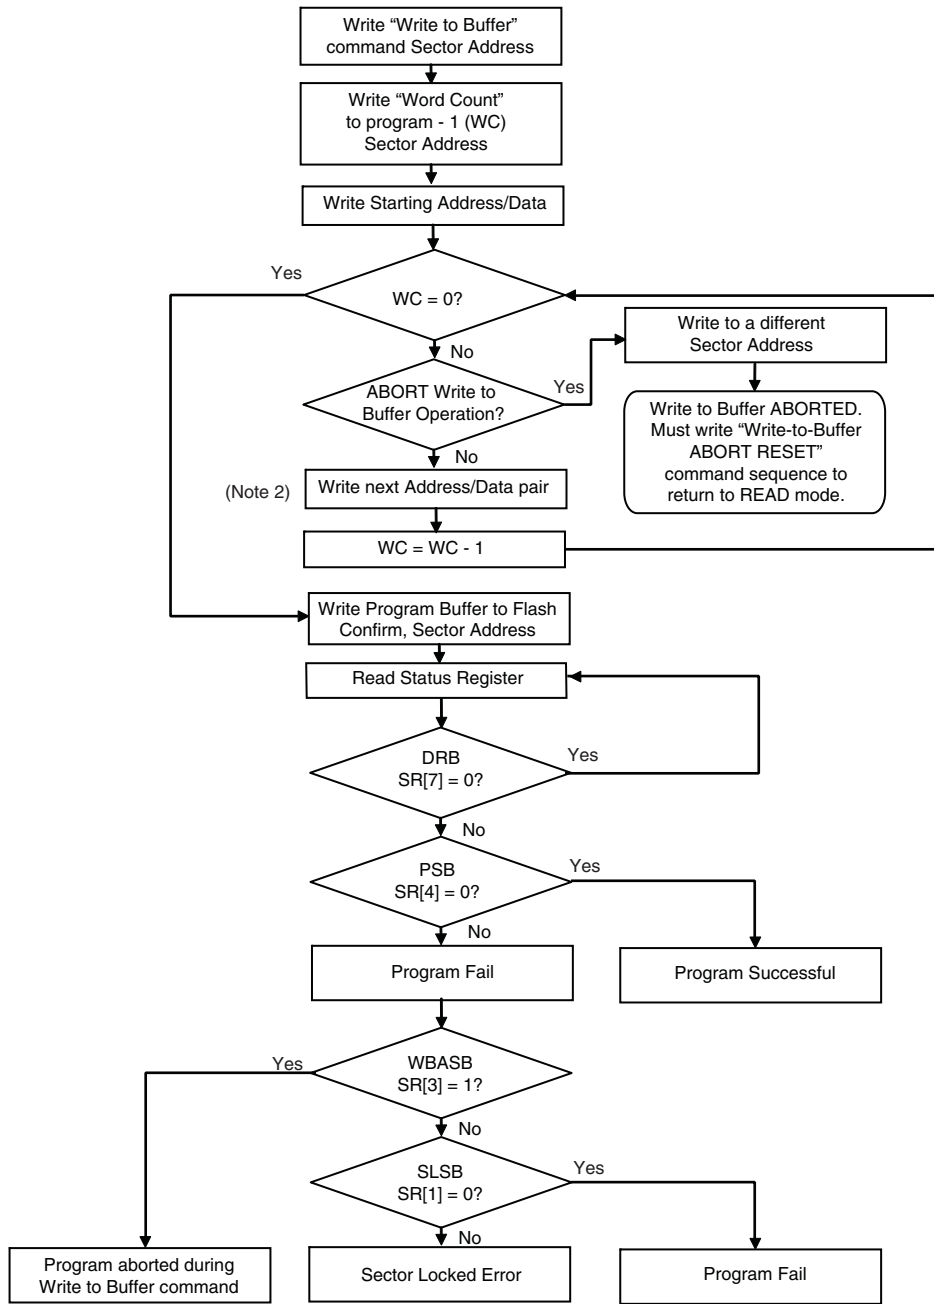 Write “Write to Buffer”
command Sector Address
Write “Word Count”
to program - 1 (WC)
Sector Address
Write Starting Address/Data
Yes
WC = 0?
No
Write to a different
Sector Address
ABORT Write to
Buffer Operation?
Yes
No
Write to Buffer ABORTED.
Must write “Write-to-Buffer
ABORT RESET”
command sequence to
return to READ mode.
(Note 2)
Write next Address/Data pair
WC = WC - 1
Write Program Buffer to Flash
Confirm, Sector Address
Read Status Register
DRB
SR[7] = 0?
Yes
No
PSB
SR[4] = 0?
Yes
No
Program Fail
Program Successful
Yes
WBASB
SR[3] = 1?
No
SLSB
SR[1] = 0?
Yes
No
Program aborted during
Write to Buffer command
Sector Locked Error
Program Fail